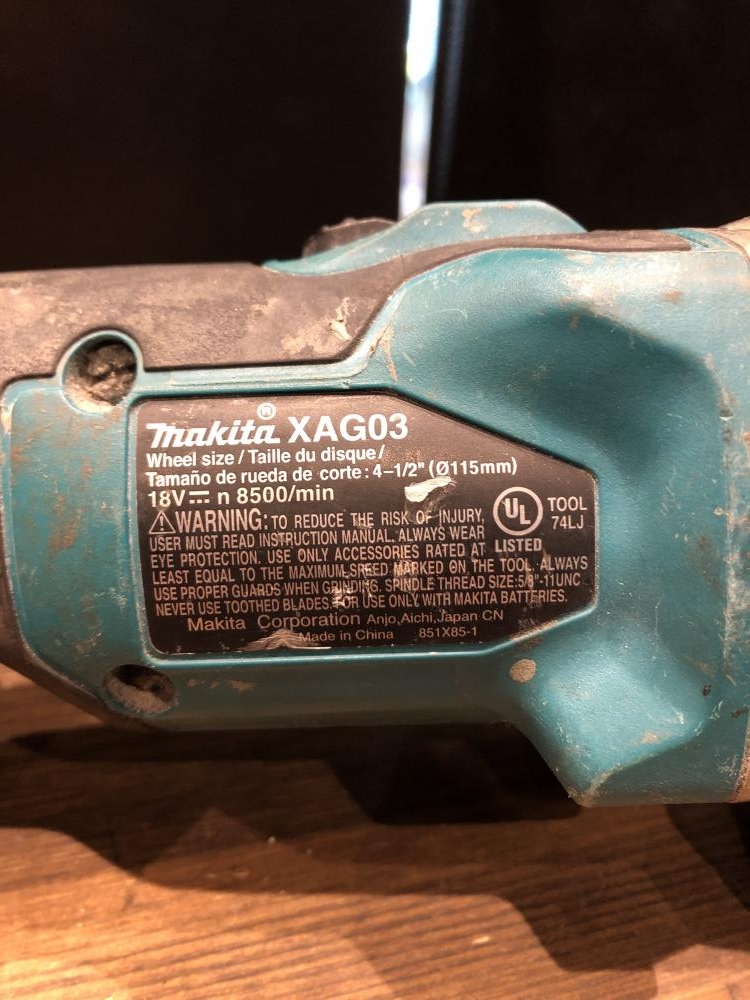 makita® XAG03
Wheel size / Taille du disque /
Tamaño de rueda de corte : 4-1/2" (Ø115mm)
18V⎓ n 8500/min
⚠WARNING: TO REDUCE THE RISK OF INJURY,
USER MUST READ INSTRUCTION MANUAL. ALWAYS WEAR
EYE PROTECTION. USE ONLY ACCESSORIES RATED AT
LEAST EQUAL TO THE MAXIMUM SPEED MARKED ON THE TOOL. ALWAYS
USE PROPER GUARDS WHEN GRINDING. SPINDLE THREAD SIZE:5/8"-11UNC
NEVER USE TOOTHED BLADES. FOR USE ONLY WITH MAKITA BATTERIES.
UL LISTED
TOOL
74LJ
Makita Corporation Anjo,Aichi,Japan CN
Made in China 851X85-1